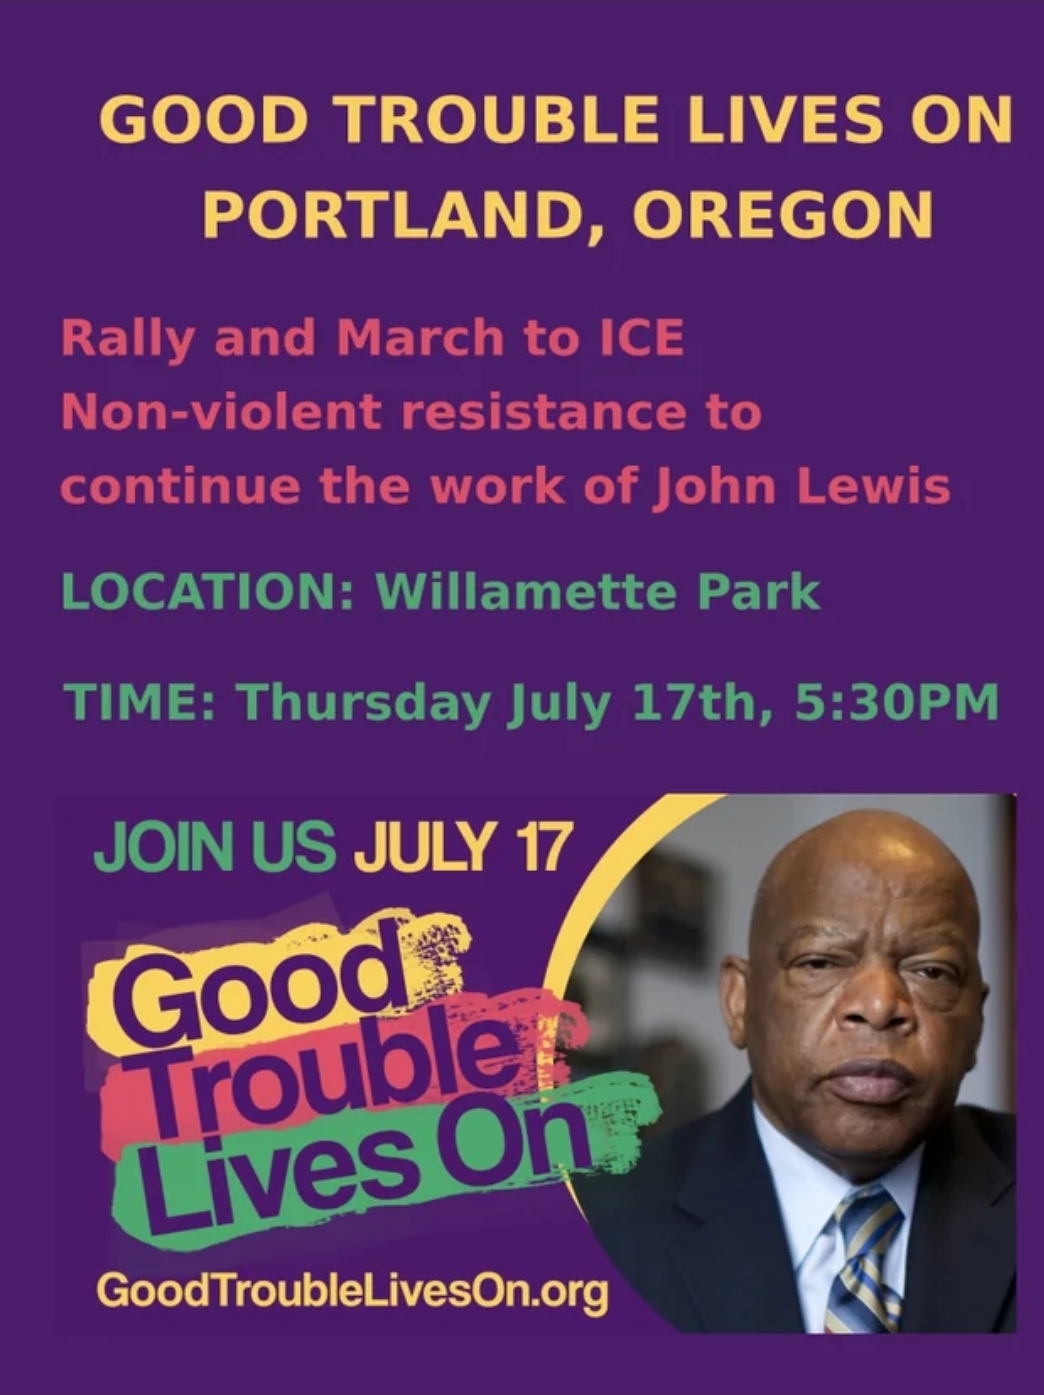 GOOD TROUBLE LIVES ON
PORTLAND, OREGON
Rally and March to ICE
Non-violent resistance to
continue the work of John Lewis
LOCATION: Willamette Park
TIME: Thursday July 17th, 5:30PM
JOIN US JULY 17
Good
Trouble
Lives On
GoodTroubleLivesOn.org